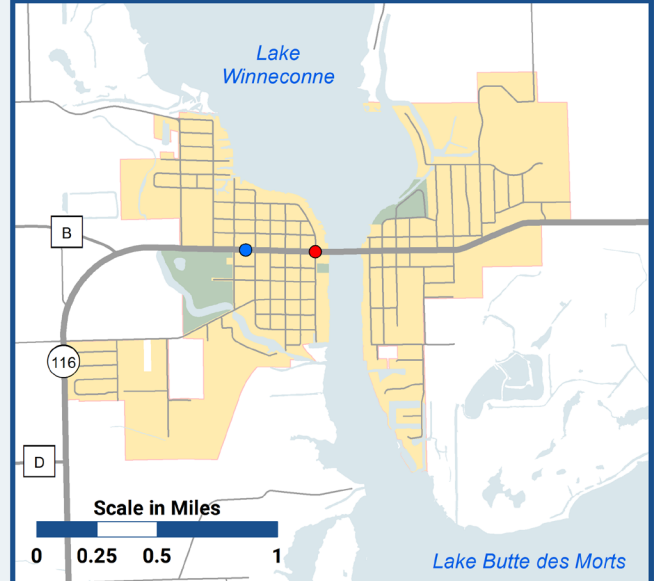 Lake
Winneconne
B
116
D
Scale in Miles
0 0.25 0.5 1
Lake Butte des Morts